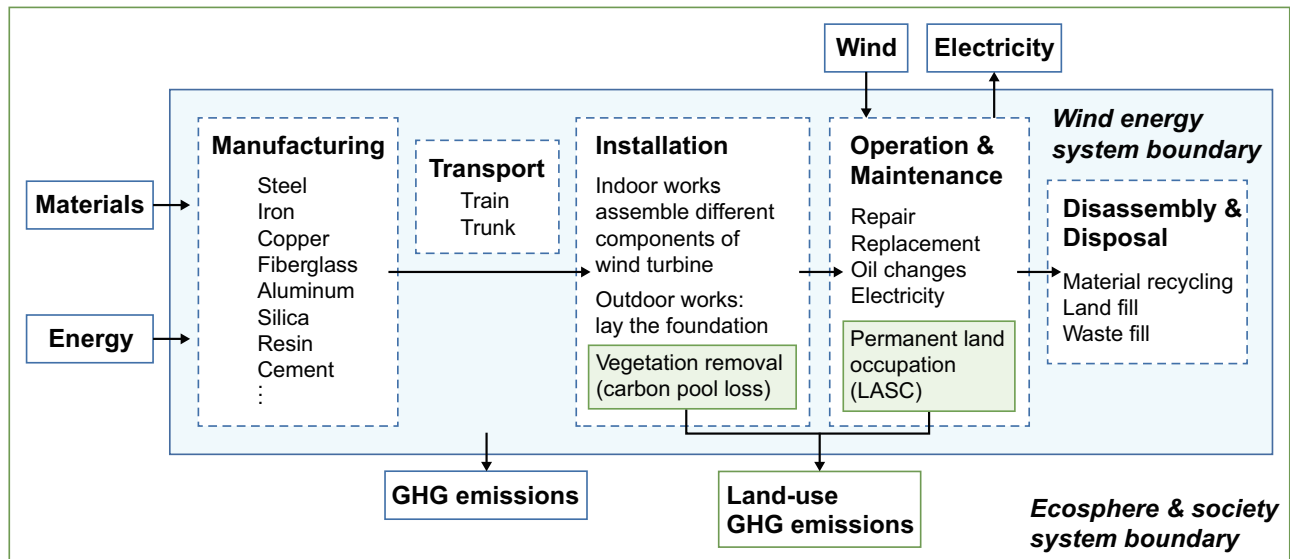 Wind
Electricity
Wind energy
system boundary
Materials
Energy
Manufacturing
Steel
Iron
Copper
Fiberglass
Aluminum
Silica
Resin
Cement
⋮
Transport
Train
Trunk
Installation
Indoor works
assemble different
components of
wind turbine
Outdoor works:
lay the foundation
Vegetation removal
(carbon pool loss)
Operation &
Maintenance
Repair
Replacement
Oil changes
Electricity
Permanent land
occupation
(LASC)
Disassembly &
Disposal
Material recycling
Land fill
Waste fill
GHG emissions
Land-use
GHG emissions
Ecosphere & society
system boundary